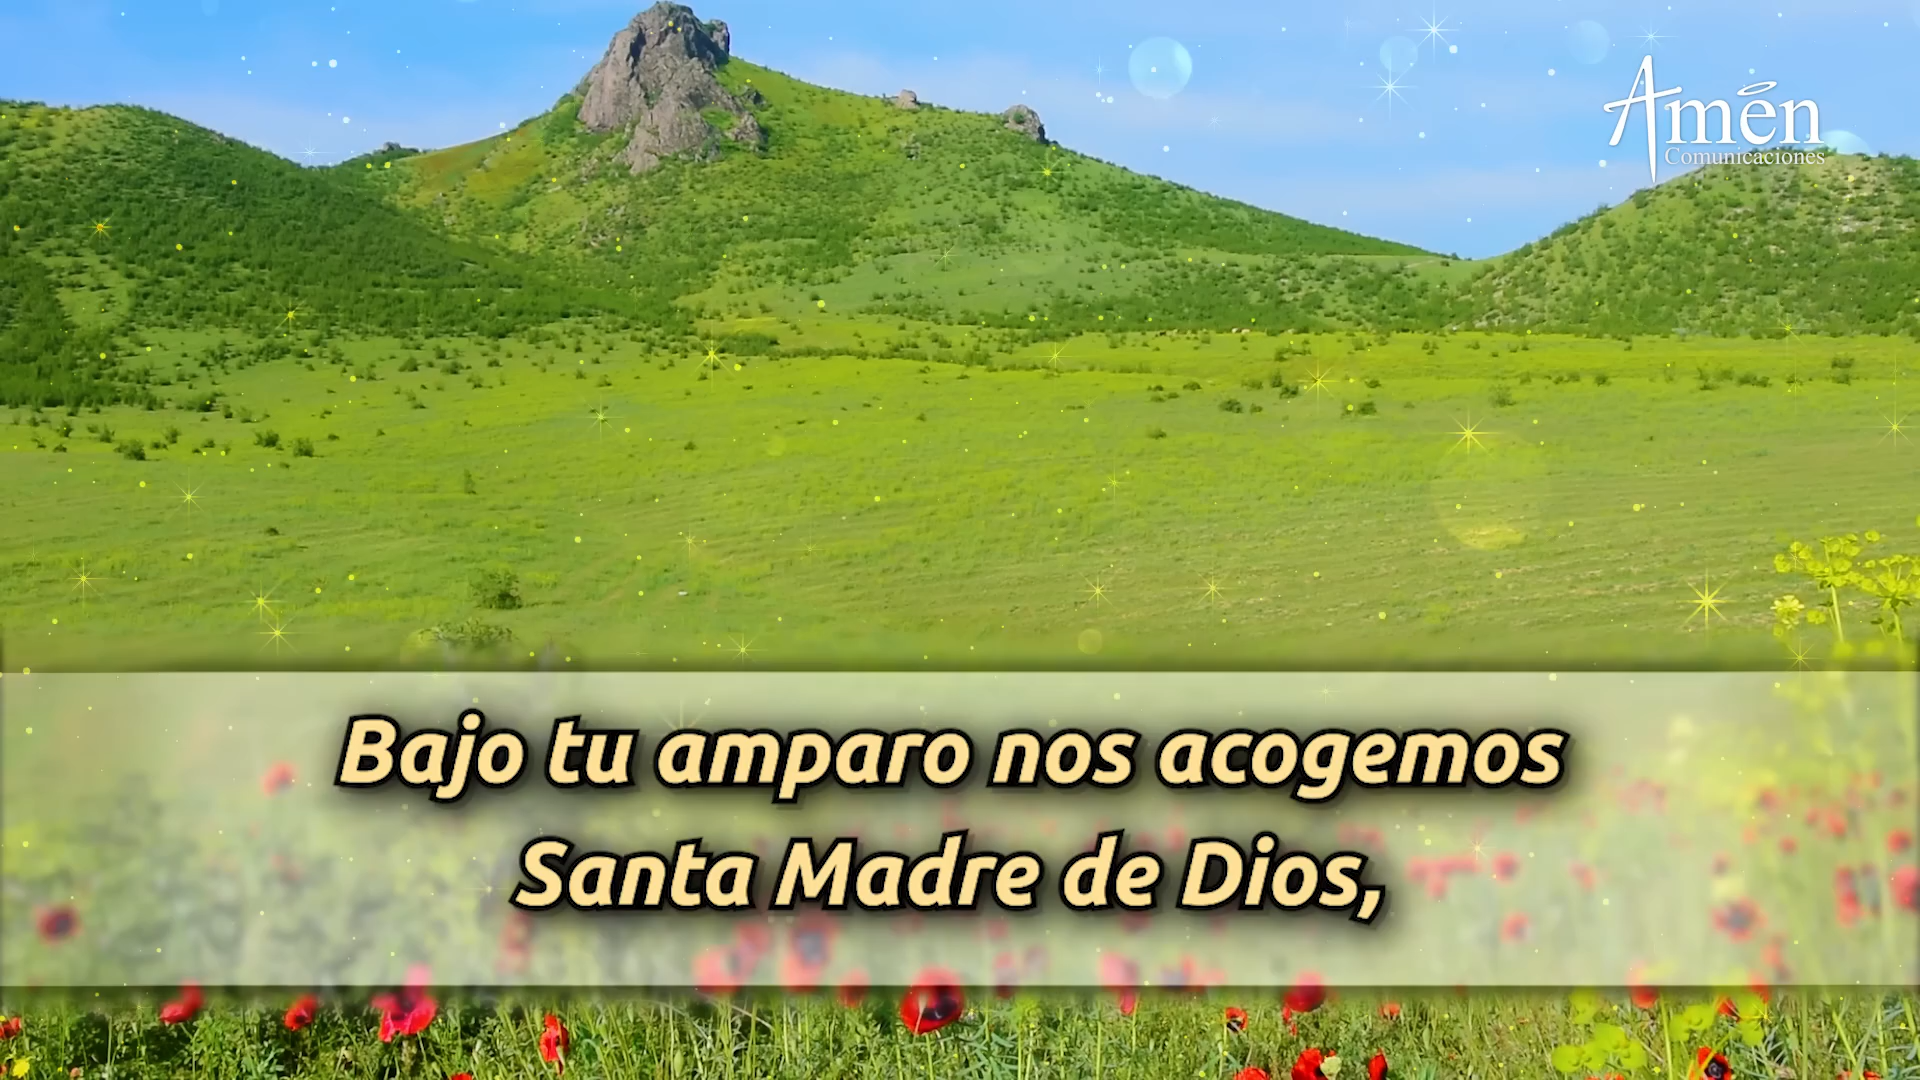 Amén
Comunicaciones
Bajo tu amparo nos acogemos
Santa Madre de Dios,